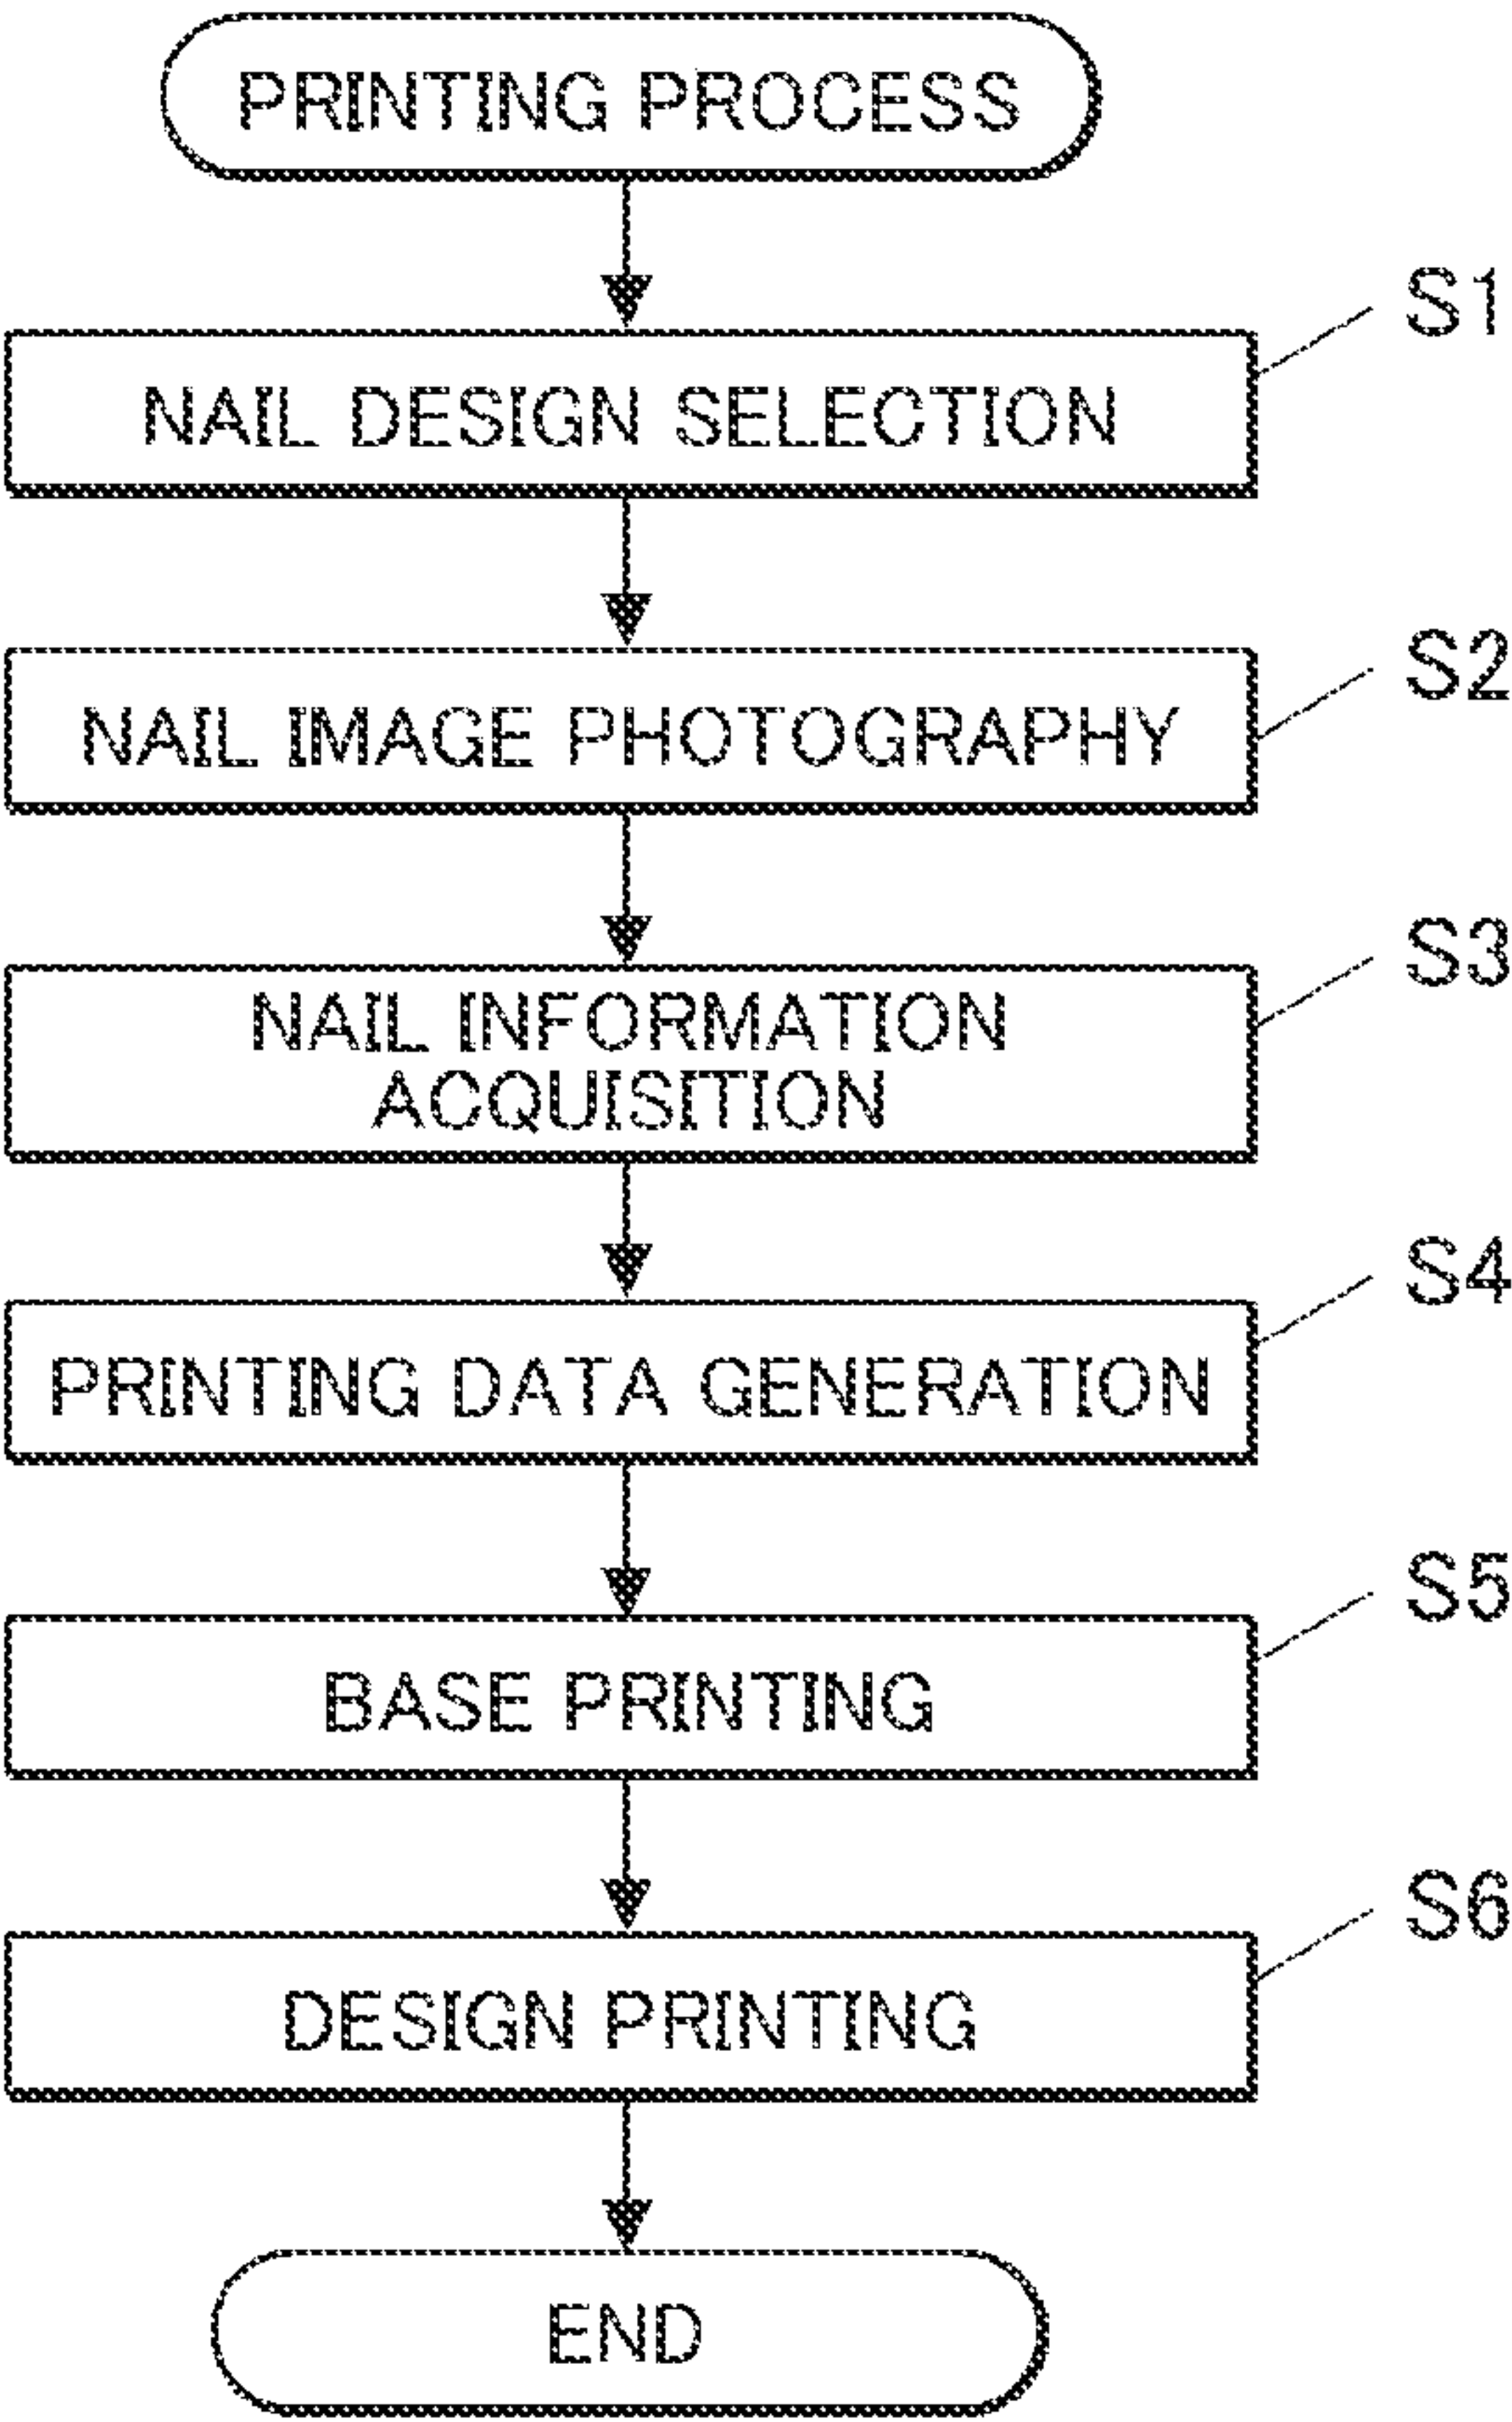 PRINTING PROCESS
S1
NAIL DESIGN SELECTION
S2
NAIL IMAGE PHOTOGRAPHY
S3
NAIL INFORMATION
ACQUISITION
S4
PRINTING DATA GENERATION
S5
BASE PRINTING
S6
DESIGN PRINTING
END